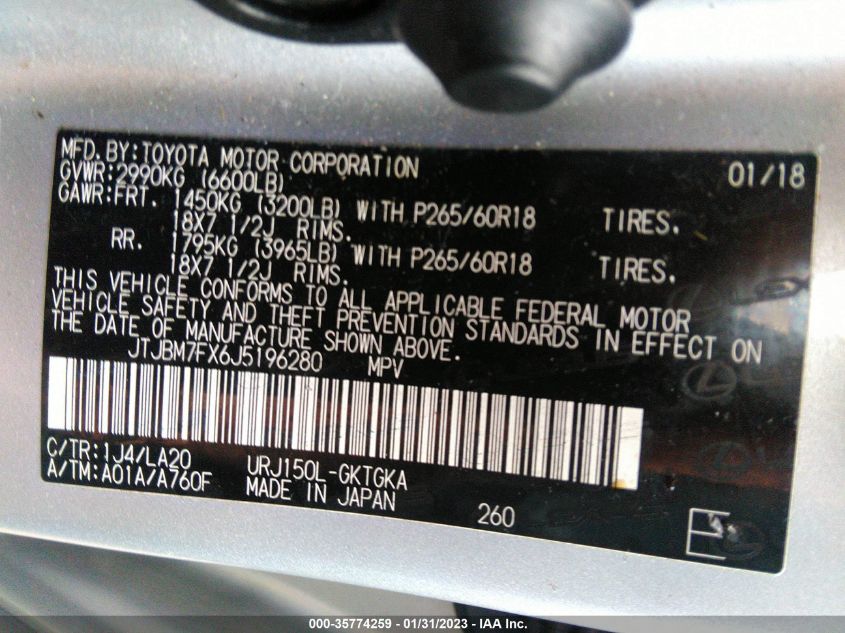 MFD.BY:TOYOTA MOTOR CORPORATION 01/18
GVWR:2990KG (6600LB)
GAWR:FRT. 1450KG (3200LB) WITH P265/60R18 TIRES.
18X7 1/2J RIMS.
RR. 1795KG (3965LB) WITH P265/60R18 TIRES.
18X7 1/2J RIMS.
THIS VEHICLE CONFORMS TO ALL APPLICABLE FEDERAL MOTOR
VEHICLE SAFETY AND THEFT PREVENTION STANDARDS IN EFFECT ON
THE DATE OF MANUFACTURE SHOWN ABOVE.
JTJBM7FX6J5196280 MPV
C/TR:1J4/LA20 URJ150L-GKTGKA
A/TM:A01A/A760F MADE IN JAPAN 260
E
000-35774259 - 01/31/2023 - IAA Inc.